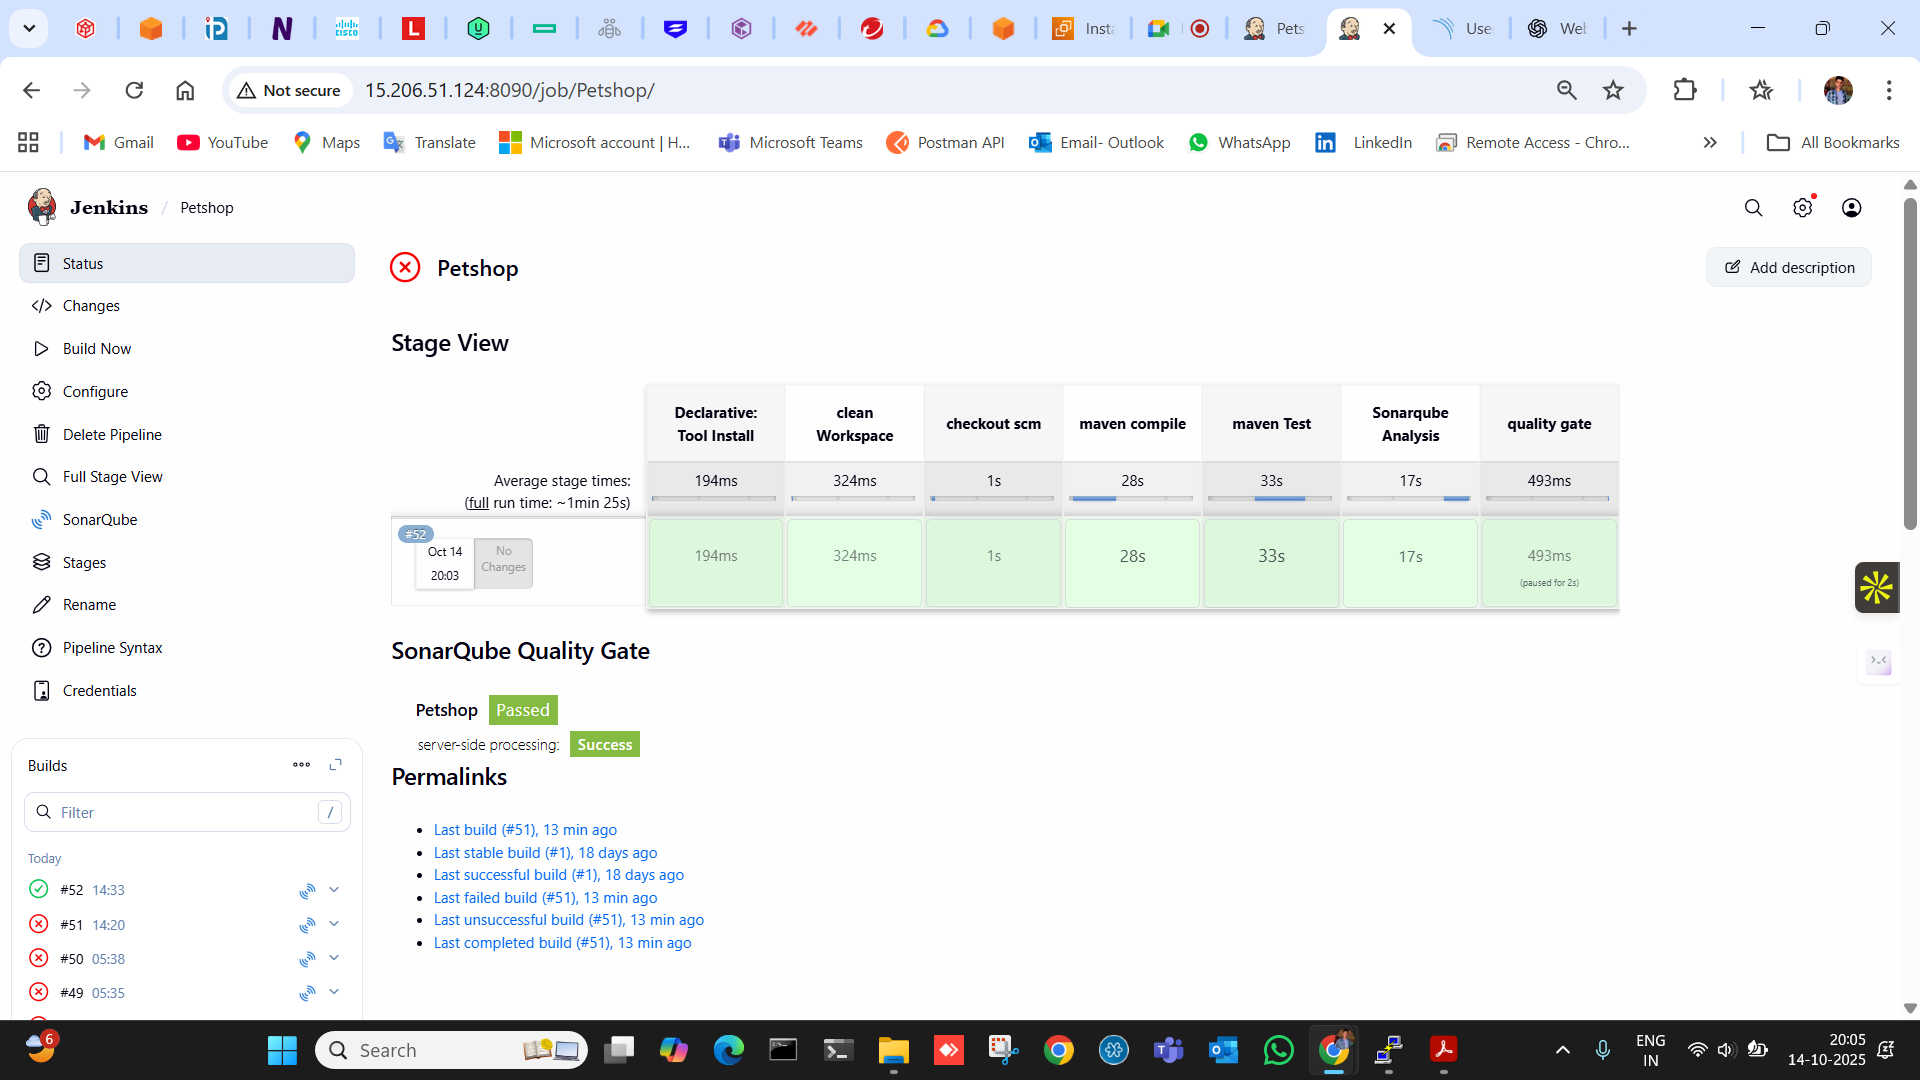 Insta
Pets
Use
Wet
Not secure
15.206.51.124:8090/job/Petshop/
Gmail
YouTube
Maps
Translate
Microsoft account | H...
Microsoft Teams
Postman API
Email- Outlook
WhatsApp
LinkedIn
Remote Access - Chro...
All Bookmarks
Jenkins / Petshop
Status
Changes
Build Now
Configure
Delete Pipeline
Full Stage View
SonarQube
Stages
Rename
Pipeline Syntax
Credentials
Builds
Filter /
Today
#52 14:33
#51 14:20
#50 05:38
#49 05:35
Petshop
Add description
Stage View
Declarative:
Tool Install
clean
Workspace
checkout scm
maven compile
maven Test
Sonarqube
Analysis
quality gate
Average stage times:
(full run time: ~1min 25s)
194ms 324ms 1s 28s 33s 17s 493ms
#52
Oct 14
20:03
No
Changes
194ms 324ms 1s 28s 33s 17s 493ms
(paused for 2s)
SonarQube Quality Gate
Petshop Passed
server-side processing: Success
Permalinks
Last build (#51), 13 min ago
Last stable build (#1), 18 days ago
Last successful build (#1), 18 days ago
Last failed build (#51), 13 min ago
Last unsuccessful build (#51), 13 min ago
Last completed build (#51), 13 min ago
6
Search
ENG
IN
20:05
14-10-2025